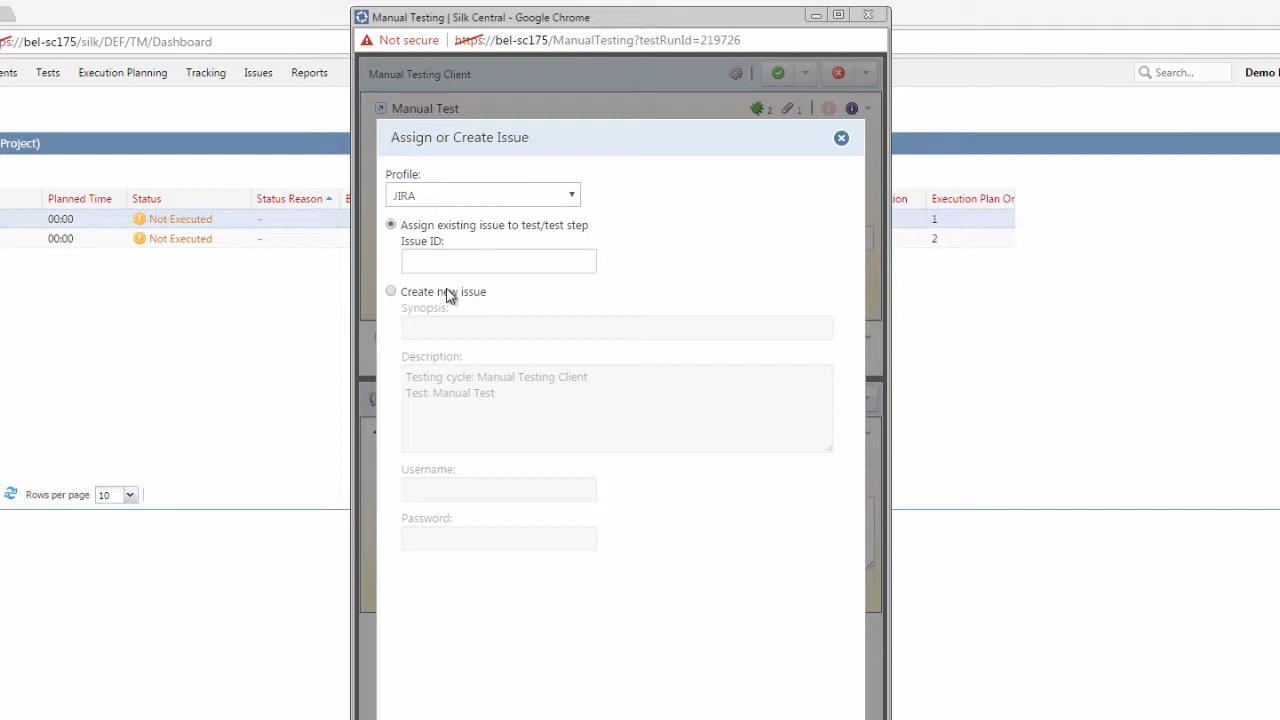 Manual Testing | Silk Central - Google Chrome
ps://bel-sc175/silk/DEF/TM/Dashboard
Not secure | https://bel-sc175/ManualTesting?testRunId=219726
ents Tests Execution Planning Tracking Issues Reports
Search... Demo
Manual Testing Client
Manual Test 2 1
Project)
Assign or Create Issue
Profile:
JIRA
Planned Time Status Status Reason
Execution Plan Or
00:00 Not Executed –
1
00:00 Not Executed –
2
Assign existing issue to test/test step
Issue ID:
Create new issue
Synopsis:
Description:
Testing cycle: Manual Testing Client
Test: Manual Test
Username:
Password:
Rows per page 10